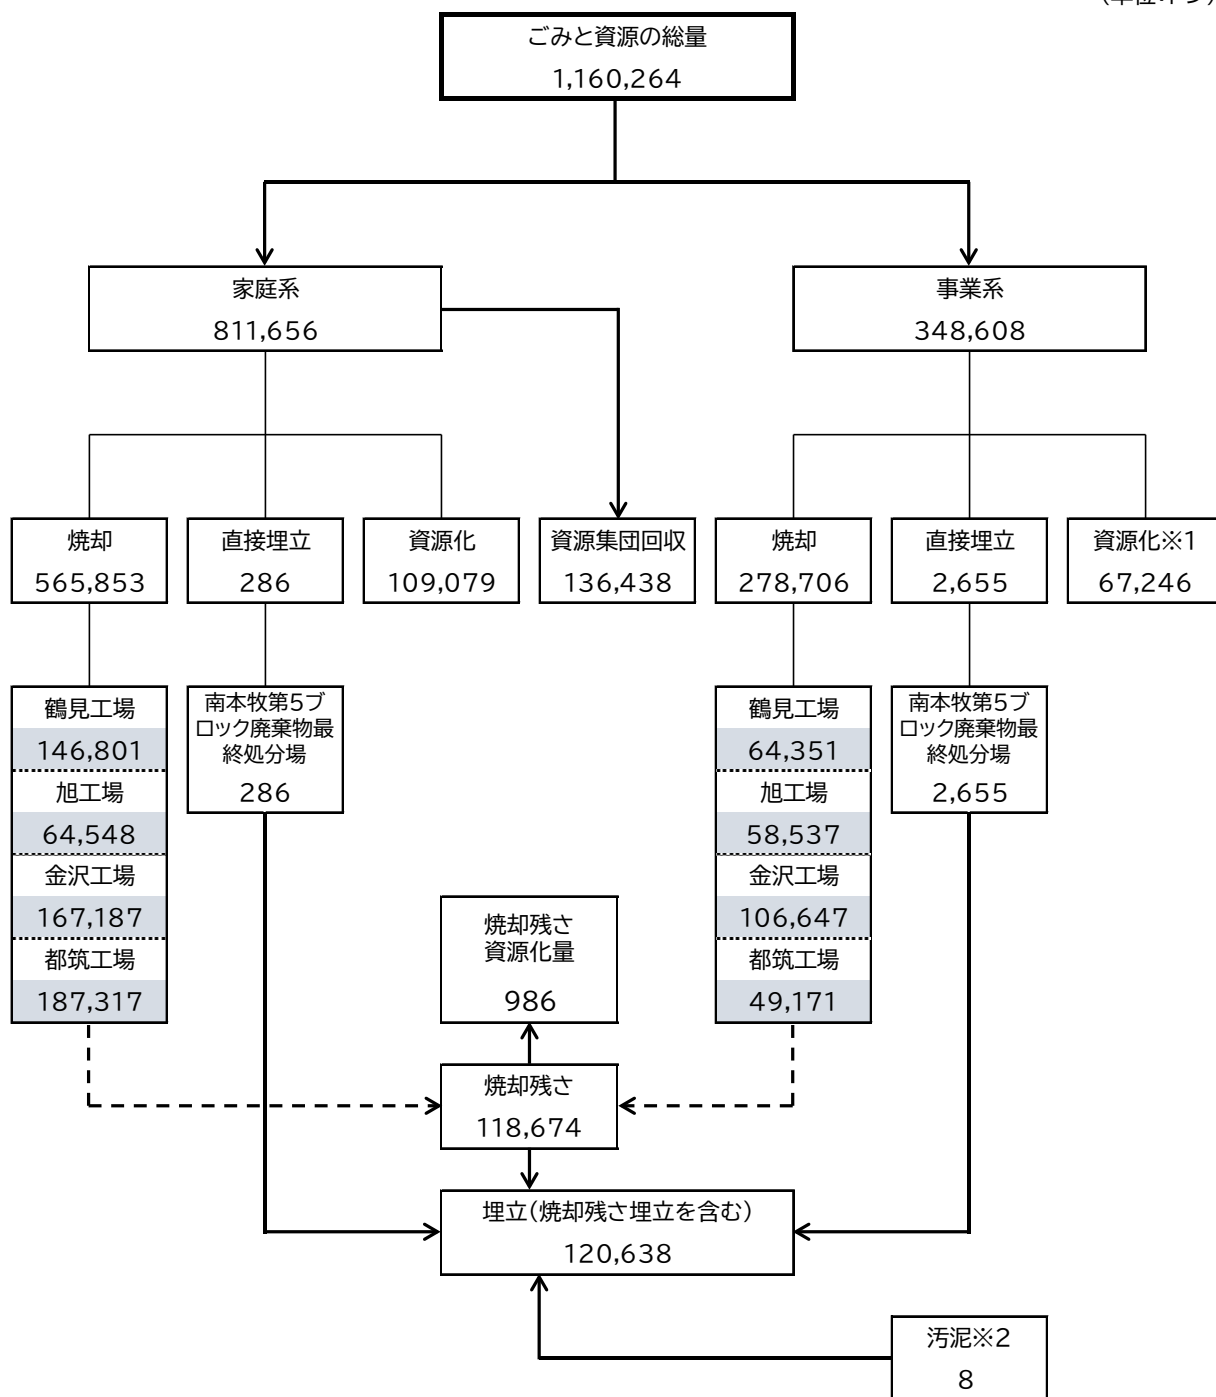 ごみと資源の総量
1,160,264
家庭系
811,656
事業系
348,608
焼却
565,853
直接埋立
286
資源化
109,079
資源集団回収
136,438
焼却
278,706
直接埋立
2,655
資源化※1
67,246
鶴見工場
146,801
旭工場
64,548
金沢工場
167,187
都筑工場
187,317
南本牧第5ブ
ロック廃棄物最
終処分場
286
鶴見工場
64,351
旭工場
58,537
金沢工場
106,647
都筑工場
49,171
南本牧第5ブ
ロック廃棄物最
終処分場
2,655
焼却残さ
資源化量
986
焼却残さ
118,674
埋立(焼却残さ埋立を含む)
120,638
汚泥※2
8